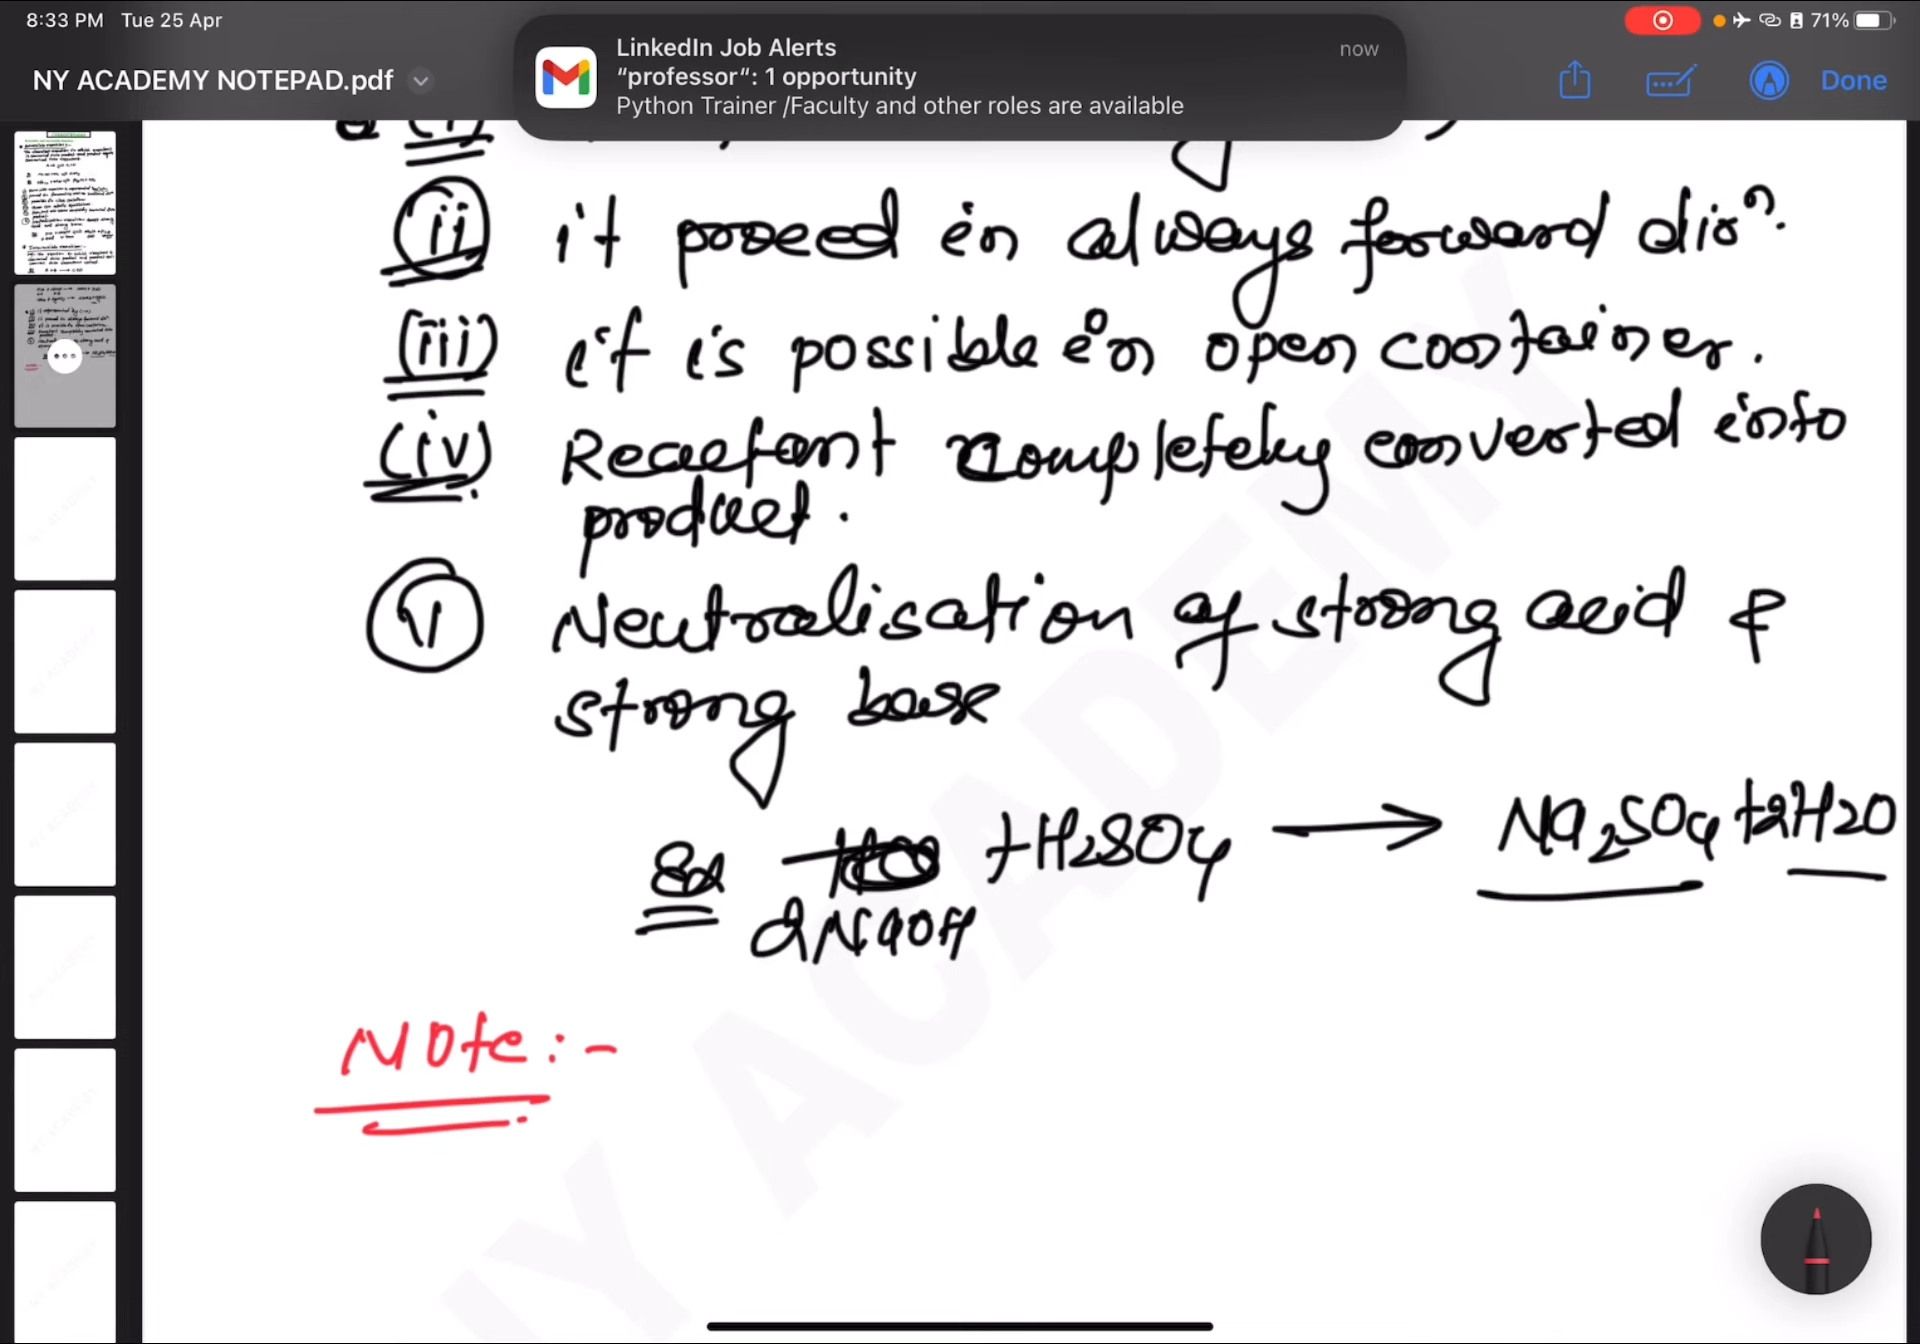 8:33 PM Tue 25 Apr
71%
NY ACADEMY NOTEPAD.pdf
LinkedIn Job Alerts
now
“professor“: 1 opportunity
Python Trainer /Faculty and other roles are available
Done
(ii) it proceed in always forward dirn.
(iii) it is possible in open container.
(iv) Reactant completely converted into
product.
(v) Neutralisation of strong acid &
strong base
Ex + H2SO4 → Na2SO4 + 2H2O
2NaOH
Note:-
NY ACADEMY